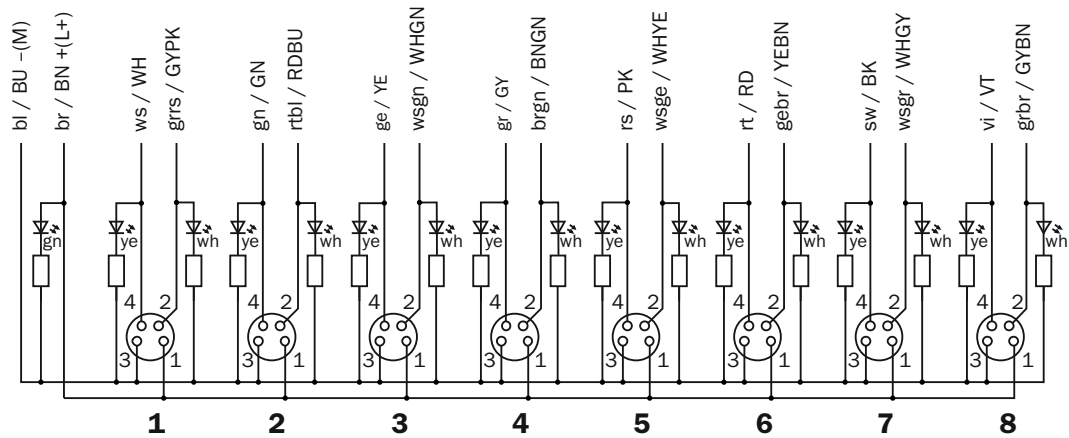 bl / BU –(M)
br / BN +(L+)
ws / WH
grrs / GYPK
gn / GN
rtbl / RDBU
ge / YE
wsgn / WHGN
gr / GY
brgn / BNGN
rs / PK
wsge / WHYE
rt / RD
gebr / YEBN
sw / BK
wsgr / WHGY
vi / VT
grbr / GYBN
gn ye wh ye wh ye wh ye wh ye wh ye wh ye wh ye wh
4 2 4 2 4 2 4 2 4 2 4 2 4 2 4 2
3 1 3 1 3 1 3 1 3 1 3 1 3 1 3 1
1 2 3 4 5 6 7 8